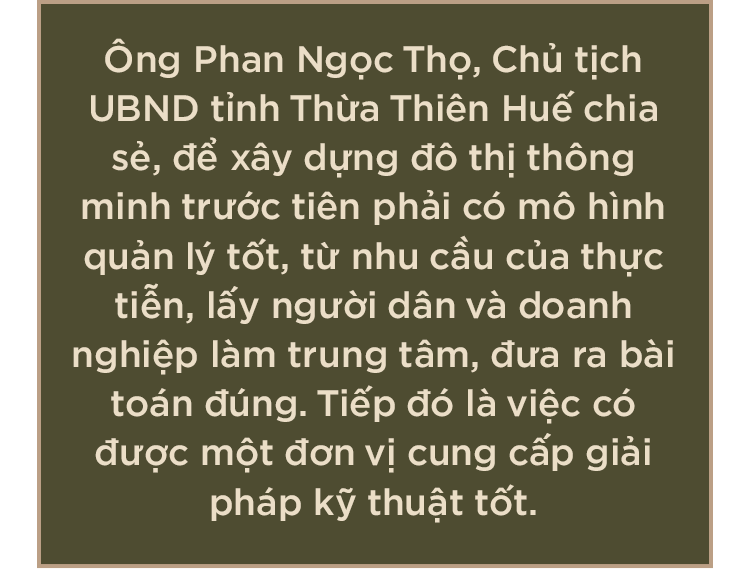 Ông Phan Ngọc Thọ, Chủ tịch
UBND tỉnh Thừa Thiên Huế chia
sẻ, để xây dựng đô thị thông
minh trước tiên phải có mô hình
quản lý tốt, từ nhu cầu của thực
tiễn, lấy người dân và doanh
nghiệp làm trung tâm, đưa ra bài
toán đúng. Tiếp đó là việc có
được một đơn vị cung cấp giải
pháp kỹ thuật tốt.